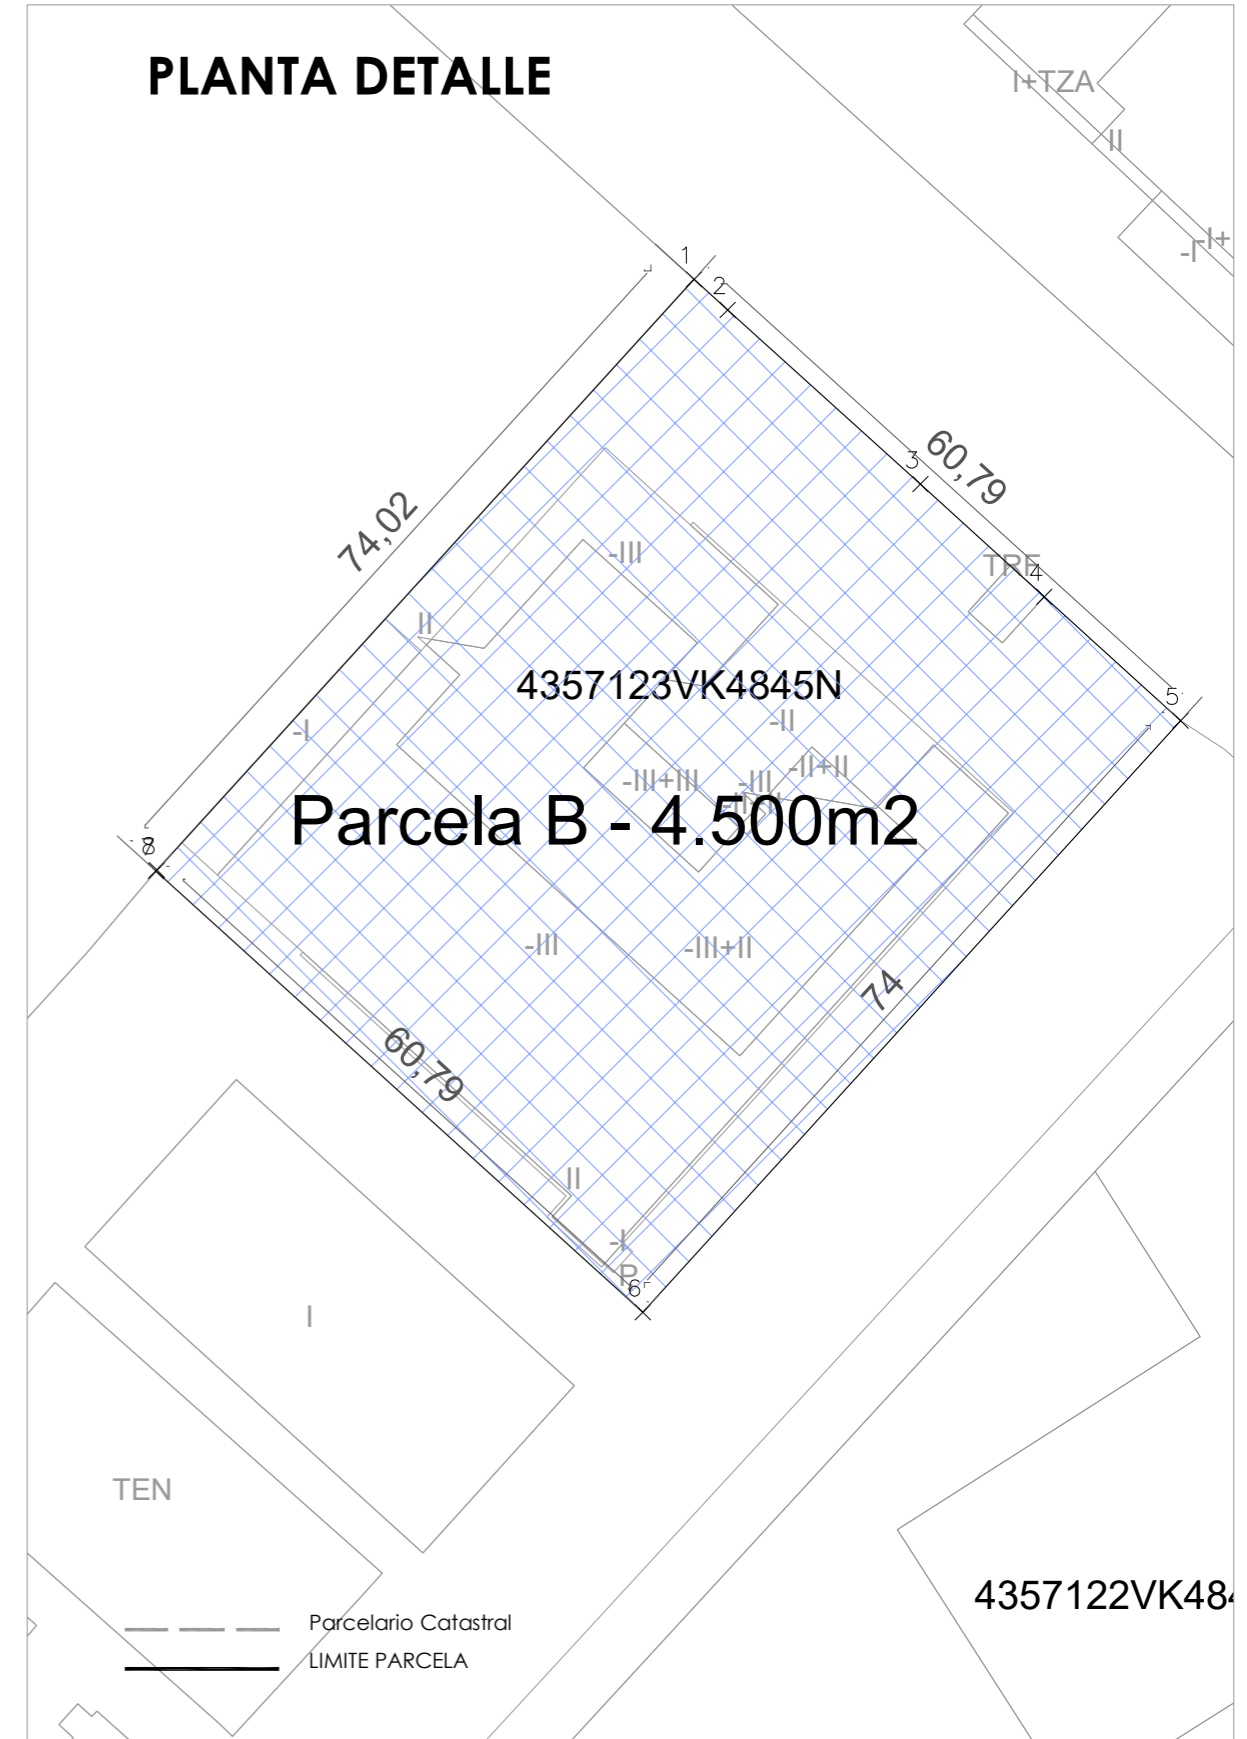 PLANTA DETALLE
I+TZA
II
-I+
-I
1
2
60,79
3
74,02
-III
TRF
4
II
4357123VK4845N
5
-II
-I
-II+II
-III+III
-III
Parcela B - 4.500m2
8
-III
-III+II
74
60,79
II
-I
P
6
I
TEN
4357122VK484
Parcelario Catastral
LIMITE PARCELA